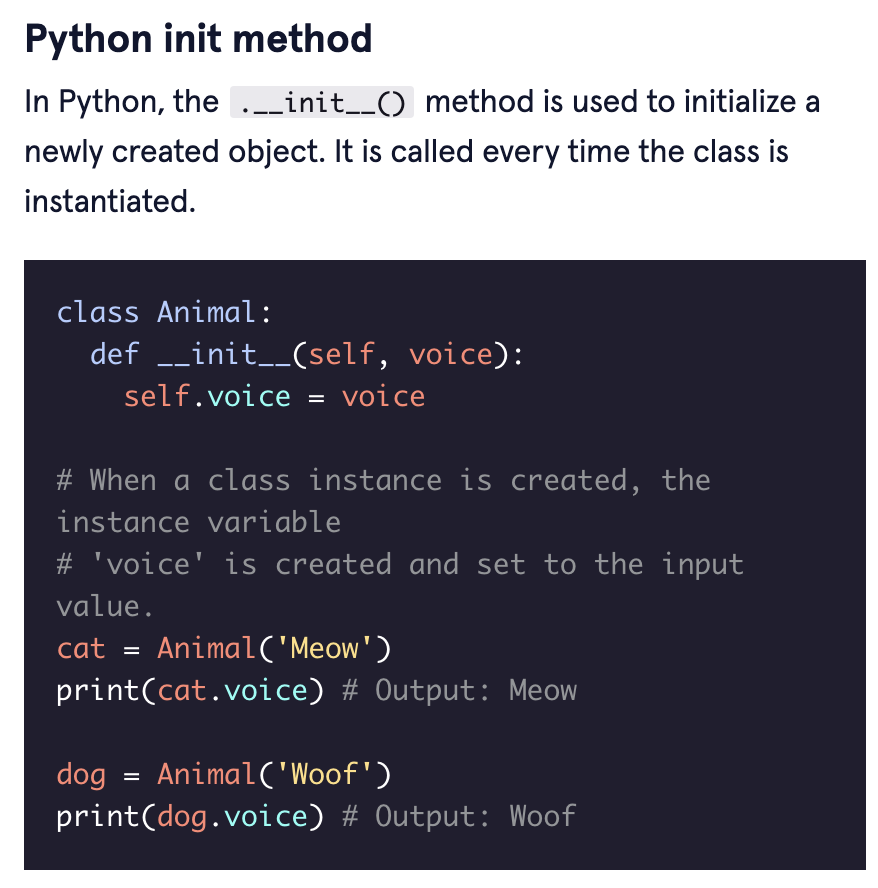 Python init method
In Python, the .__init__() method is used to initialize a
newly created object. It is called every time the class is
instantiated.
class Animal:
  def __init__(self, voice):
    self.voice = voice
# When a class instance is created, the
instance variable
# 'voice' is created and set to the input
value.
cat = Animal('Meow')
print(cat.voice) # Output: Meow
dog = Animal('Woof')
print(dog.voice) # Output: Woof